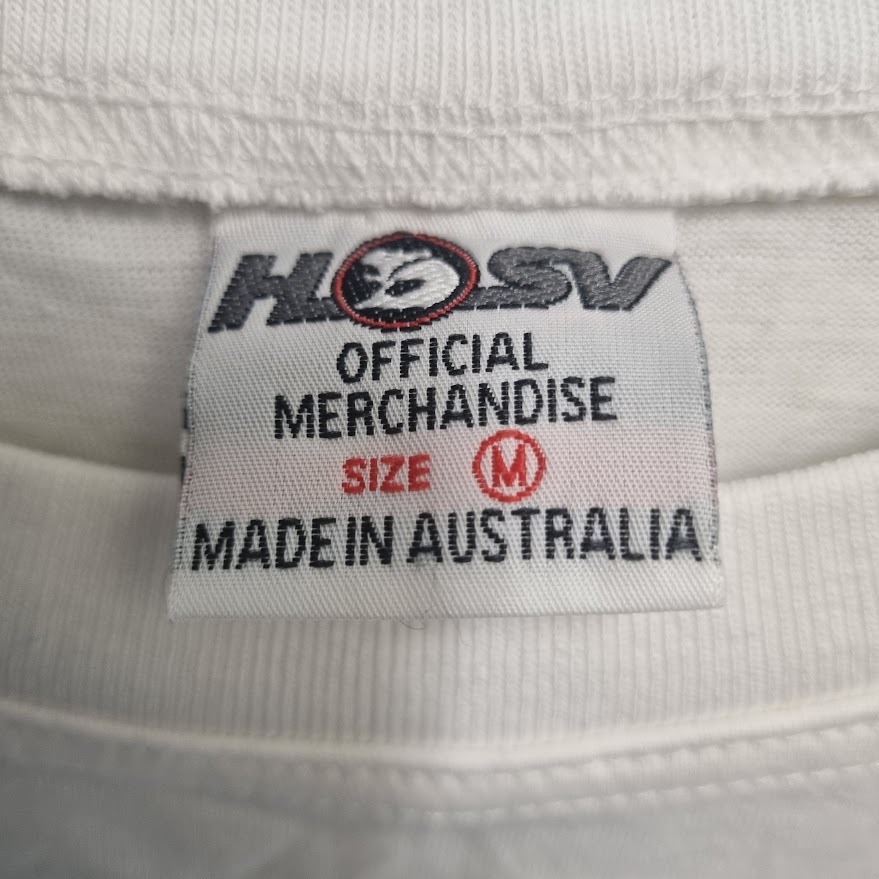 HSV
OFFICIAL
MERCHANDISE
SIZE M
MADE IN AUSTRALIA